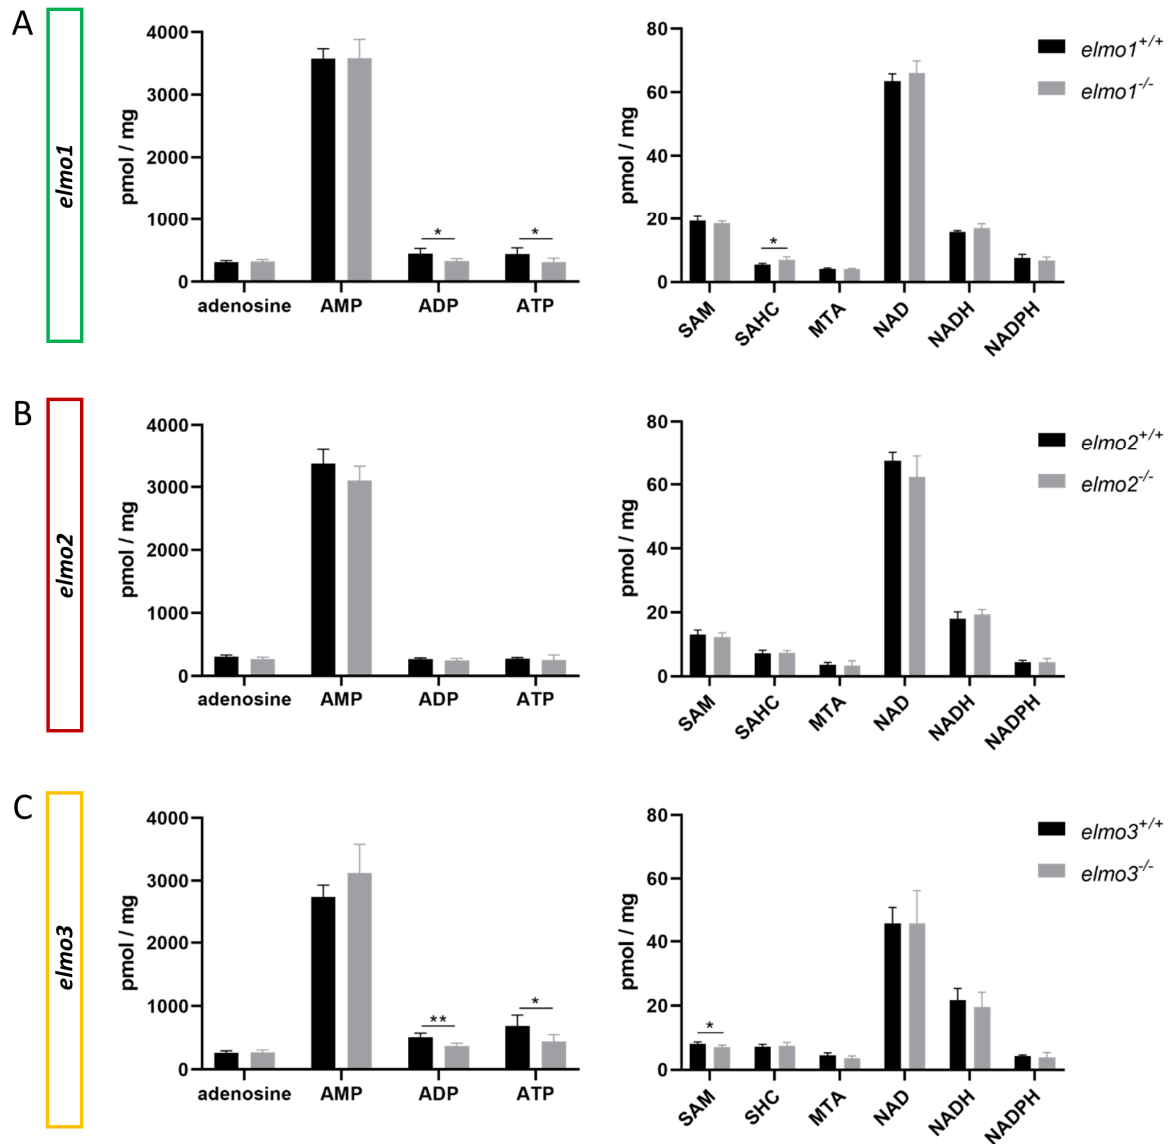 A
elmo1
pmol / mg
4000
3000
2000
1000
0
* *
adenosine AMP ADP ATP
pmol / mg
80
60
40
20
0
*
SAM SAHC MTA NAD NADH NADPH
elmo1+/+
elmo1-/-
B
elmo2
pmol / mg
4000
3000
2000
1000
0
adenosine AMP ADP ATP
pmol / mg
80
60
40
20
0
SAM SAHC MTA NAD NADH NADPH
elmo2+/+
elmo2-/-
C
elmo3
pmol / mg
4000
3000
2000
1000
0
** *
adenosine AMP ADP ATP
pmol / mg
80
60
40
20
0
*
SAM SHC MTA NAD NADH NADPH
elmo3+/+
elmo3-/-